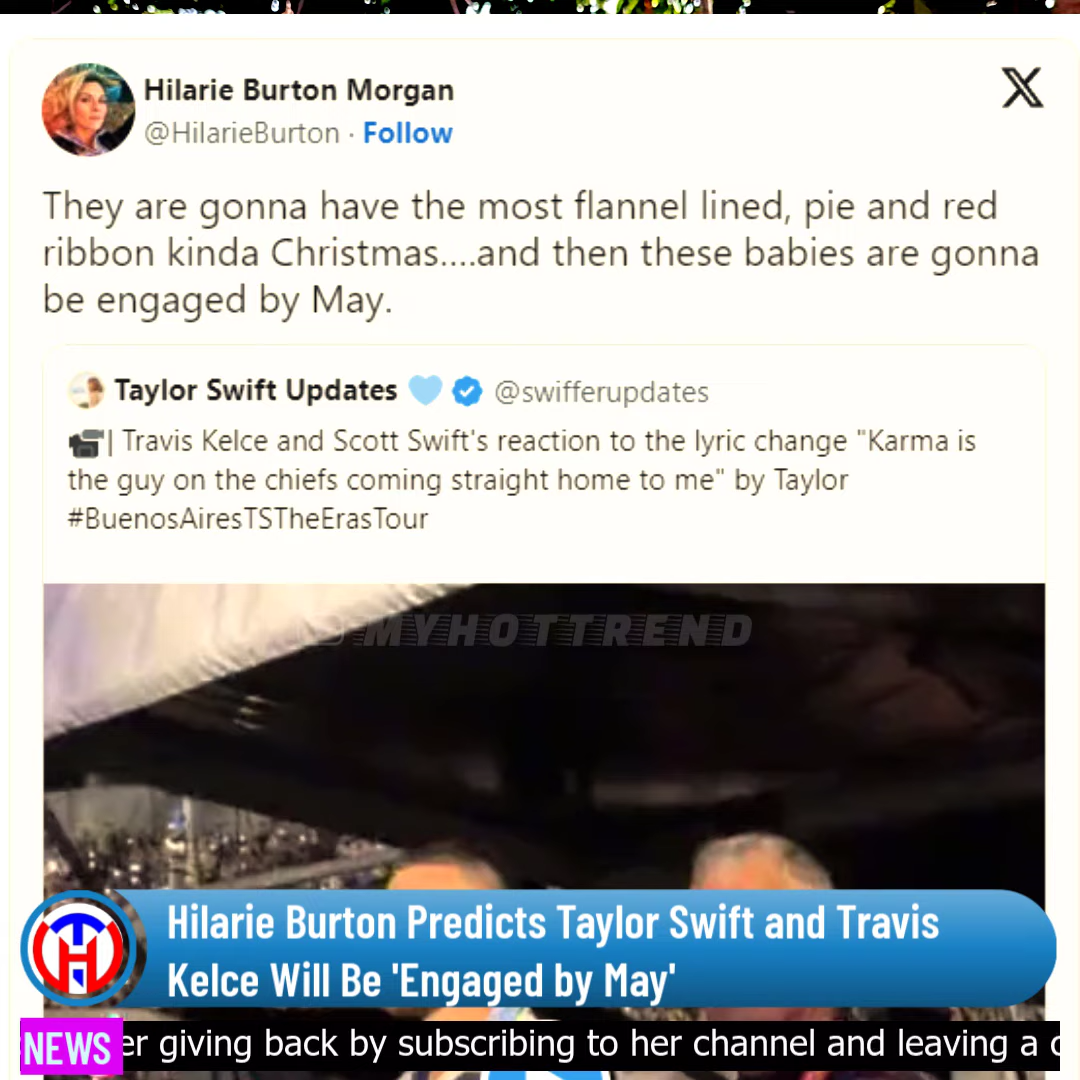 Hilarie Burton Morgan
@HilarieBurton · Follow
They are gonna have the most flannel lined, pie and red
ribbon kinda Christmas....and then these babies are gonna
be engaged by May.
Taylor Swift Updates @swifferupdates
| Travis Kelce and Scott Swift's reaction to the lyric change "Karma is
the guy on the chiefs coming straight home to me" by Taylor
#BuenosAiresTSTheErasTour
MYHOTTREND
Hilarie Burton Predicts Taylor Swift and Travis
Kelce Will Be 'Engaged by May'
NEWS er giving back by subscribing to her channel and leaving a